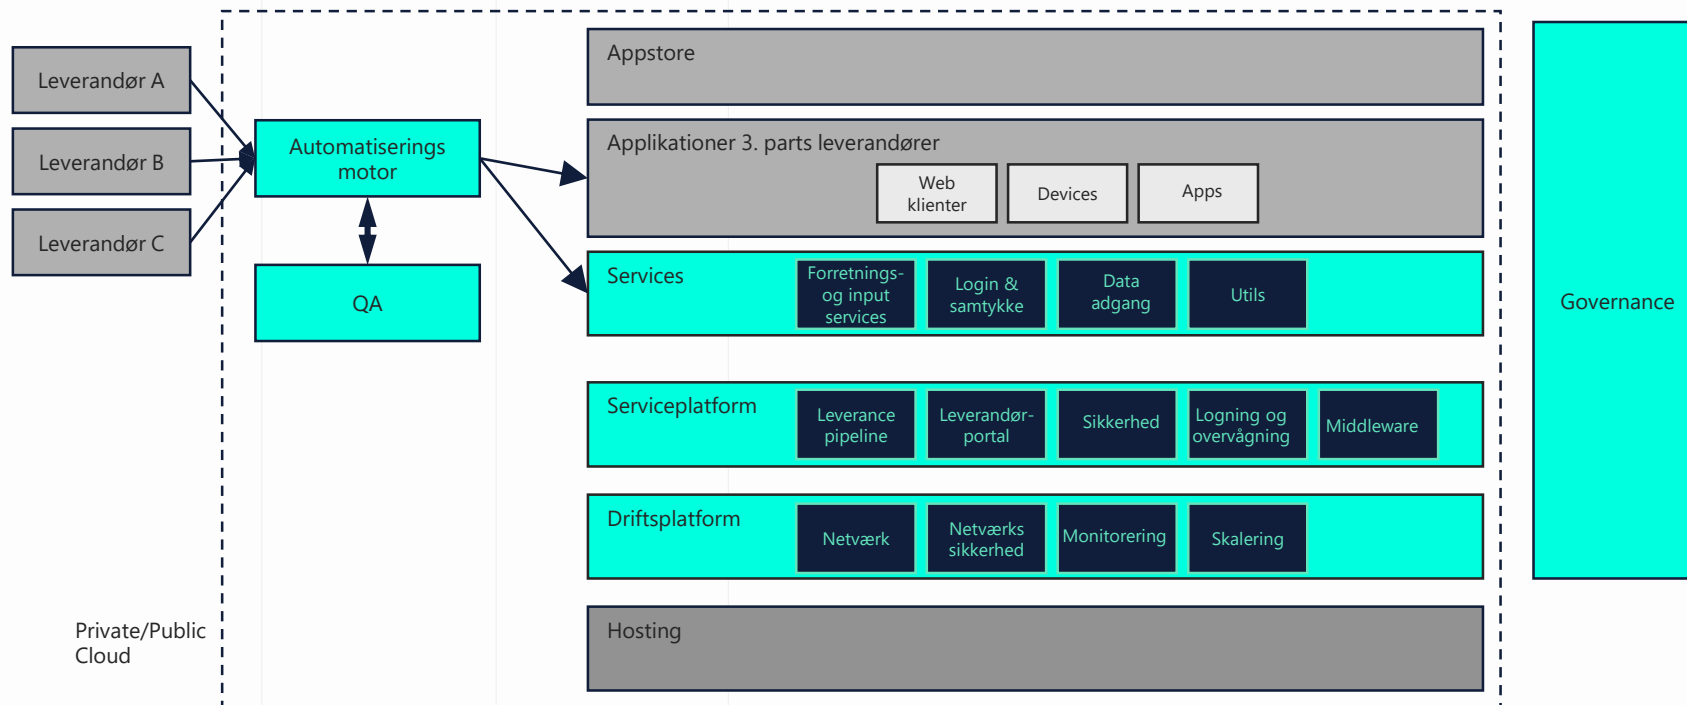 Leverandør A
Leverandør B
Leverandør C
Automatiserings
motor
QA
Private/Public
Cloud
Appstore
Applikationer 3. parts leverandører
Web
klienter
Devices
Apps
Services
Forretnings-
og input
services
Login &
samtykke
Data
adgang
Utils
Serviceplatform
Leverance
pipeline
Leverandør-
portal
Sikkerhed
Logning og
overvågning
Middleware
Driftsplatform
Netværk
Netværks
sikkerhed
Monitorering
Skalering
Hosting
Governance